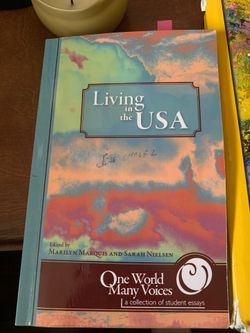 Living
in
the USA
Edited by
MARILYN MARQUIS AND SARAH NIELSEN
One World
Many Voices
a collection of student essays